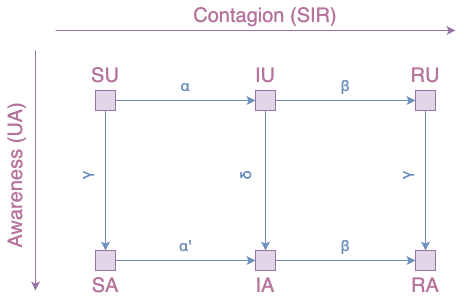 Contagion (SIR)
Awareness (UA)
SU IU RU
α β
γ δ γ
α' β
SA IA RA